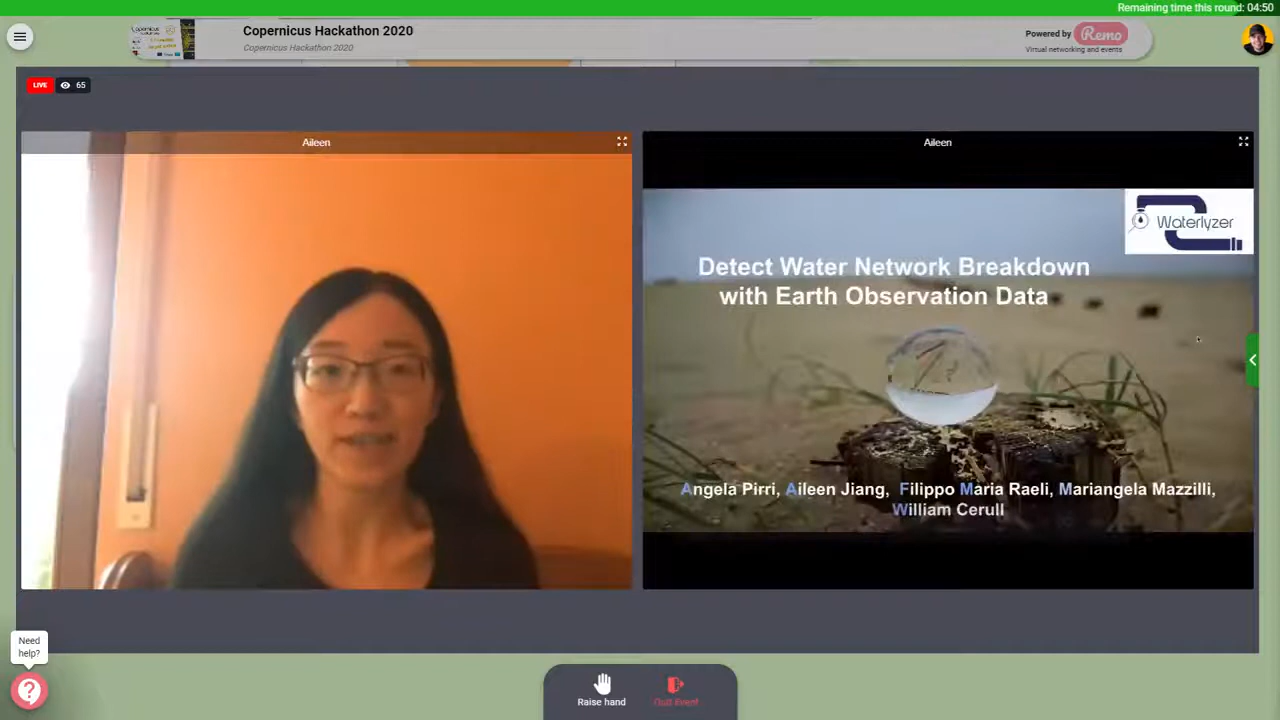 Remaining time this round: 04:50
Copernicus Hackathon 2020
Copernicus Hackathon 2020
Powered by Remo
Virtual networking and events
LIVE 65
Aileen
Aileen
Waterlyzer
Detect Water Network Breakdown
with Earth Observation Data
Angela Pirri, Aileen Jiang, Filippo Maria Raeli, Mariangela Mazzilli,
William Cerull
Need
help?
Raise hand
Quit Event